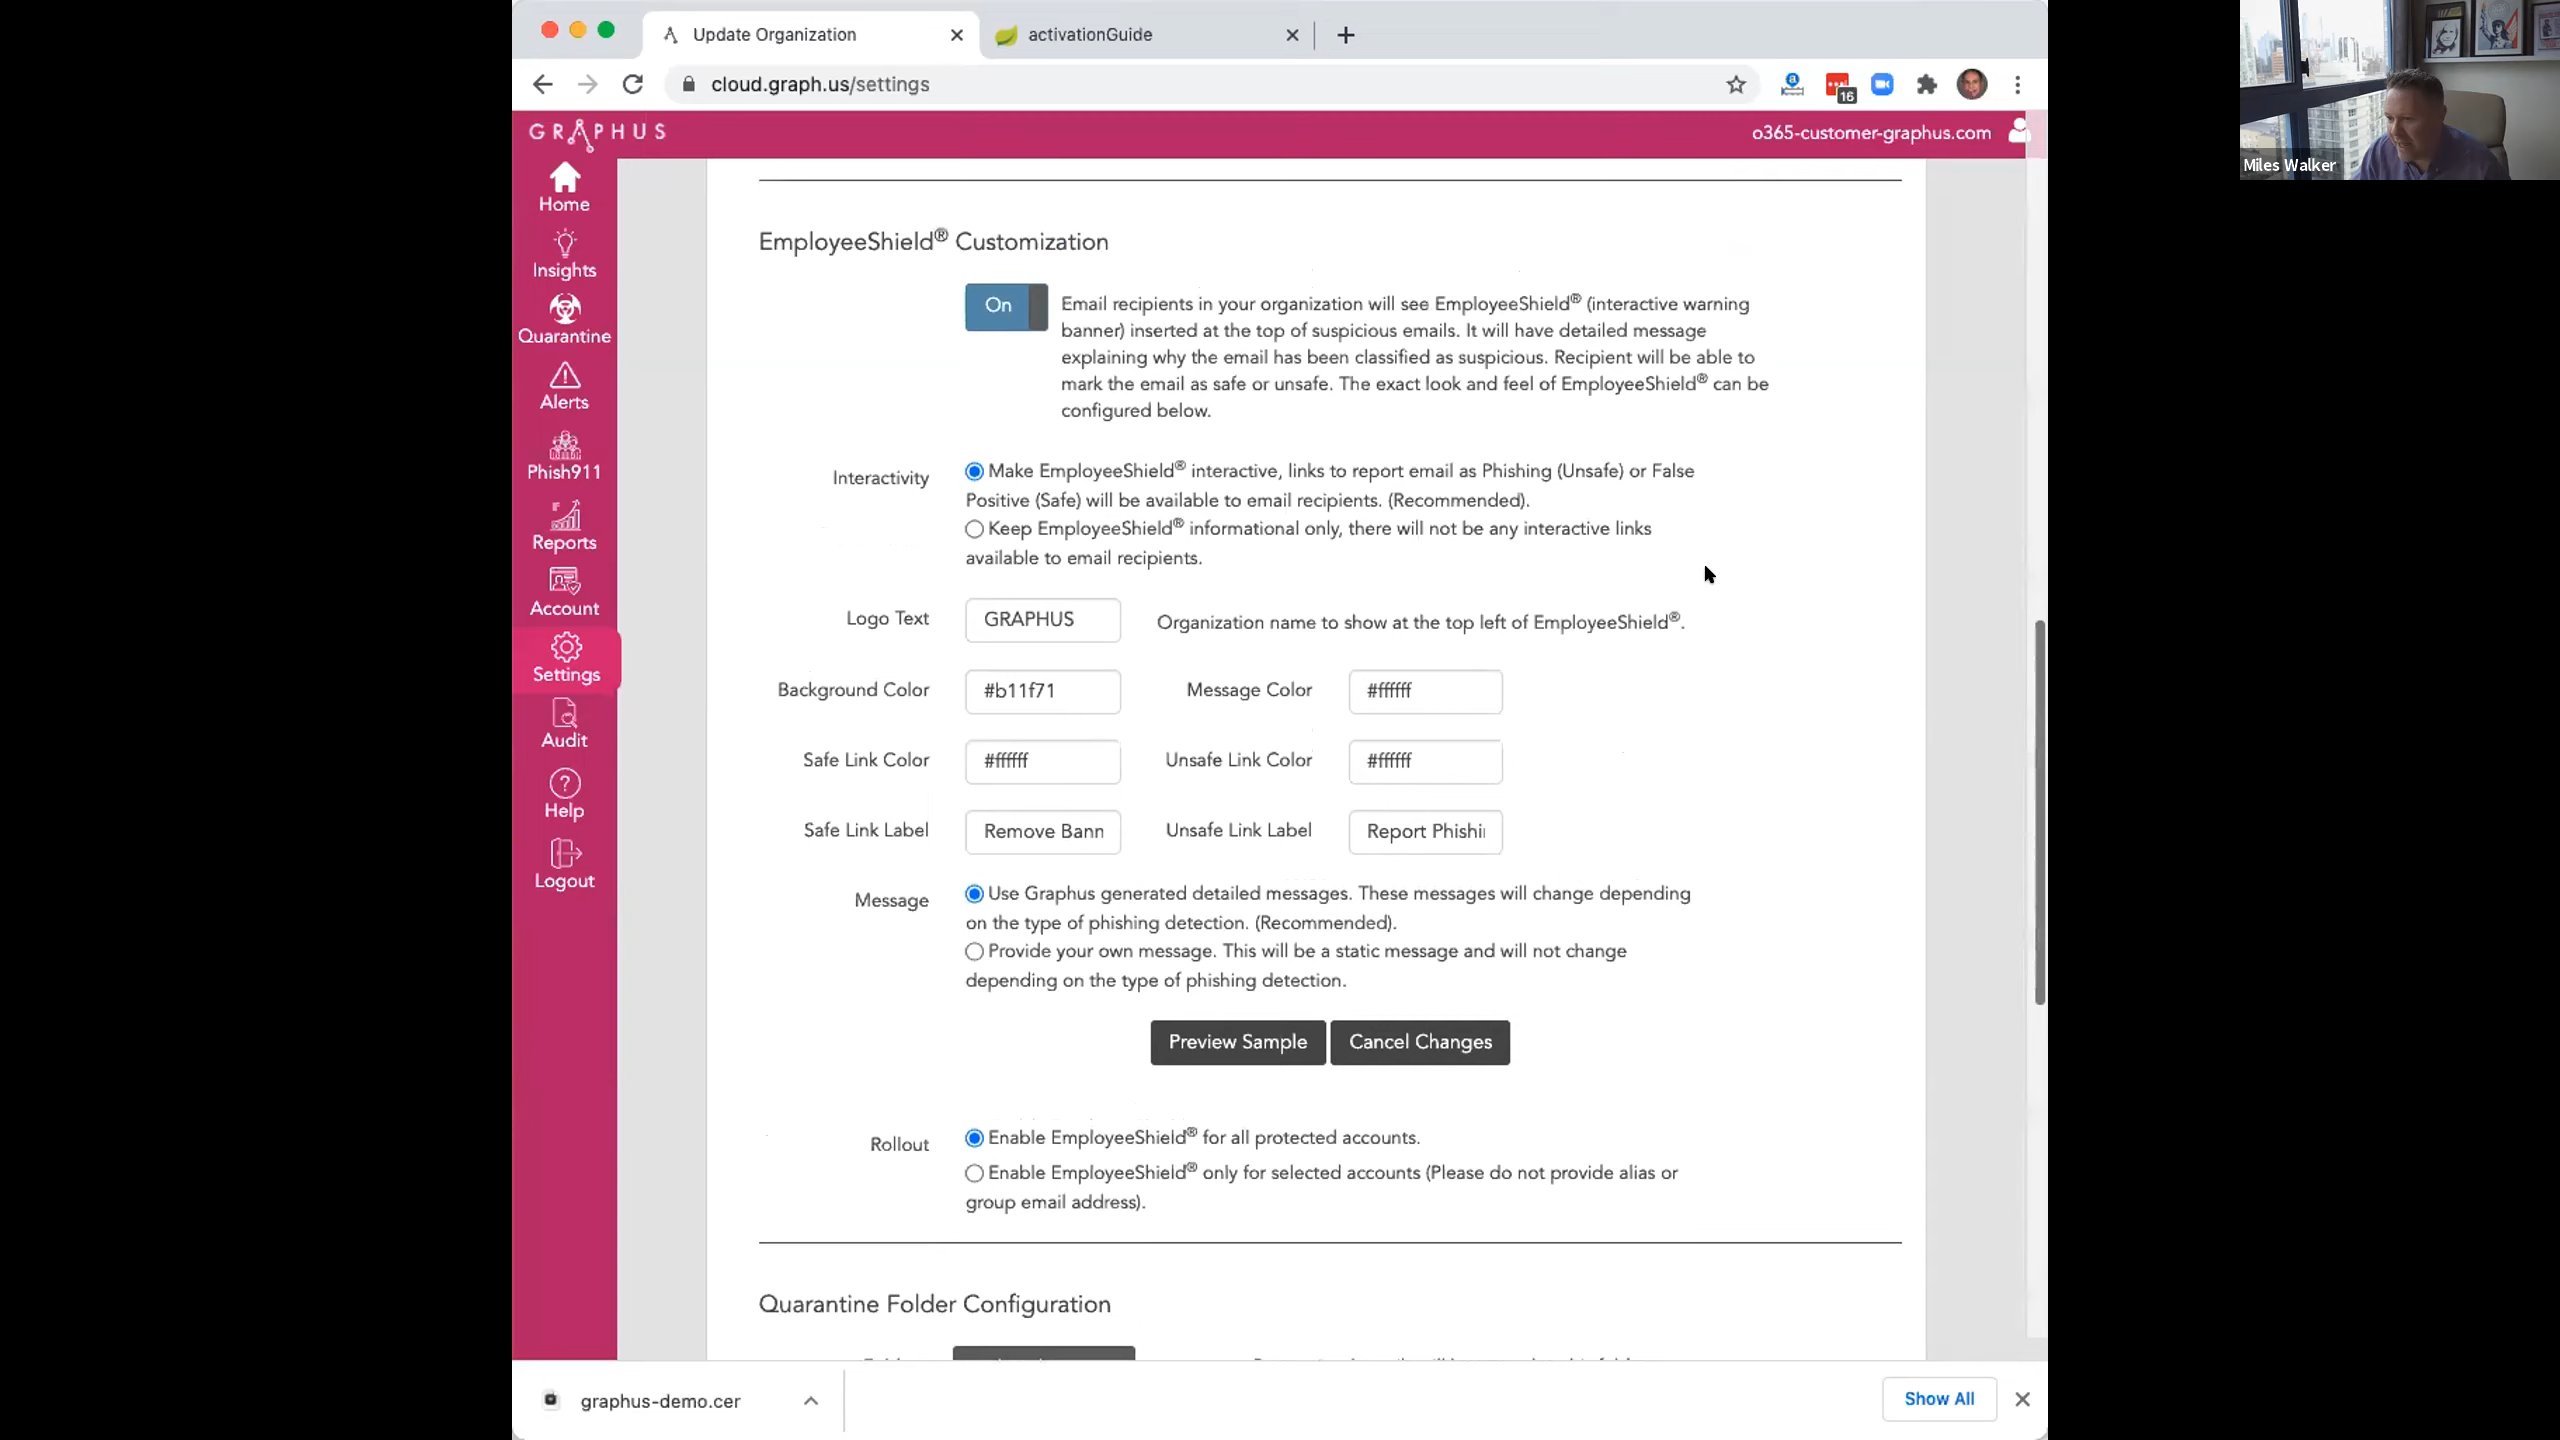 Update Organization
activationGuide
cloud.graph.us/settings
16
GRAPHUS
o365-customer-graphus.com
Miles Walker
Home
Insights
Quarantine
Alerts
Phish911
Reports
Account
Settings
Audit
Help
Logout
EmployeeShield® Customization
On
Email recipients in your organization will see EmployeeShield® (interactive warning
banner) inserted at the top of suspicious emails. It will have detailed message
explaining why the email has been classified as suspicious. Recipient will be able to
mark the email as safe or unsafe. The exact look and feel of EmployeeShield® can be
configured below.
Interactivity
Make EmployeeShield® interactive, links to report email as Phishing (Unsafe) or False
Positive (Safe) will be available to email recipients. (Recommended).
Keep EmployeeShield® informational only, there will not be any interactive links
available to email recipients.
Logo Text
GRAPHUS
Organization name to show at the top left of EmployeeShield®.
Background Color
#b11f71
Message Color
#ffffff
Safe Link Color
#ffffff
Unsafe Link Color
#ffffff
Safe Link Label
Remove Bann
Unsafe Link Label
Report Phishi
Message
Use Graphus generated detailed messages. These messages will change depending
on the type of phishing detection. (Recommended).
Provide your own message. This will be a static message and will not change
depending on the type of phishing detection.
Preview Sample
Cancel Changes
Rollout
Enable EmployeeShield® for all protected accounts.
Enable EmployeeShield® only for selected accounts (Please do not provide alias or
group email address).
Quarantine Folder Configuration
graphus-demo.cer
Show All